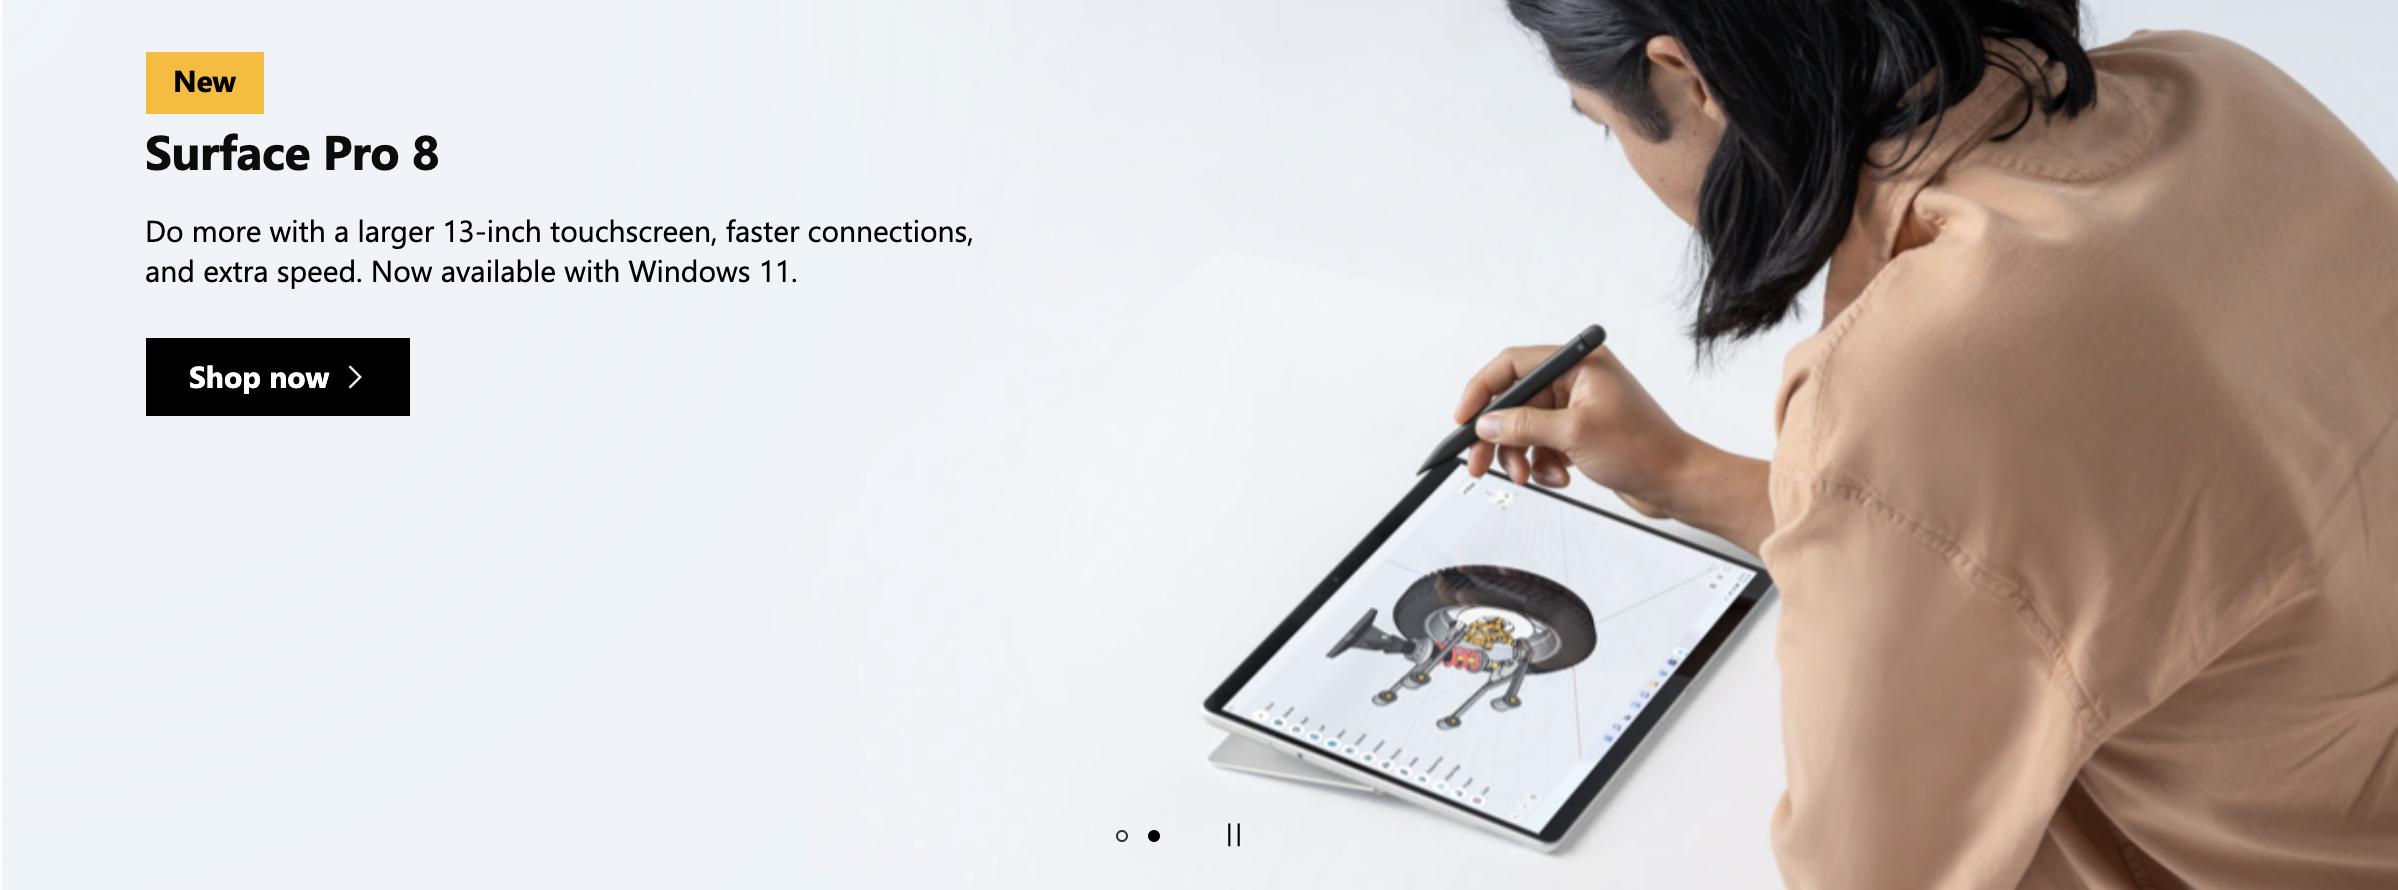 New
Surface Pro 8
Do more with a larger 13-inch touchscreen, faster connections,
and extra speed. Now available with Windows 11.
Shop now